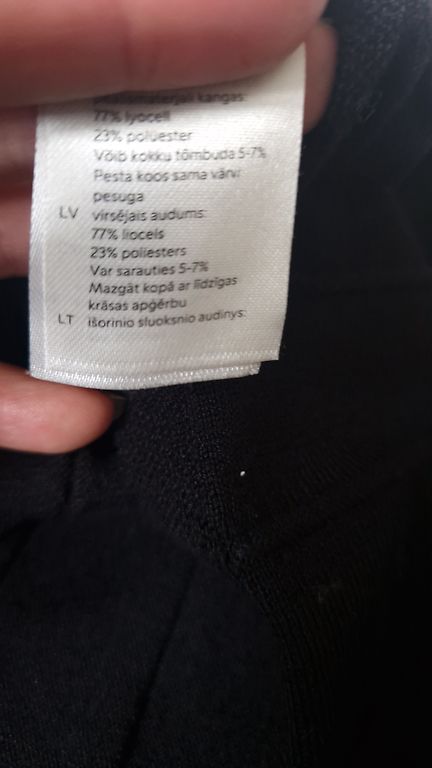 kangas:
77% lyocell
23% polüester
Võib kokku tõmbuda 5-7%
Pesta koos sama värvi
pesuga
LV virsējais audums:
77% liocels
23% poliesters
Var sarauties 5-7%
Mazgāt kopā ar līdzīgas
krāsas apģērbu
LT išorinio sluoksnio audinys: